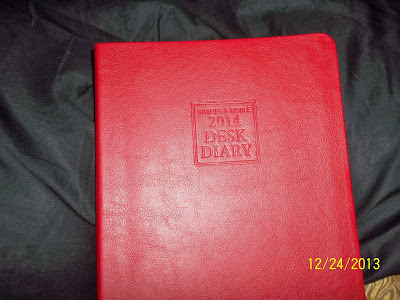 BARNES & NOBLE
2014
DESK
DIARY
12/24/2013